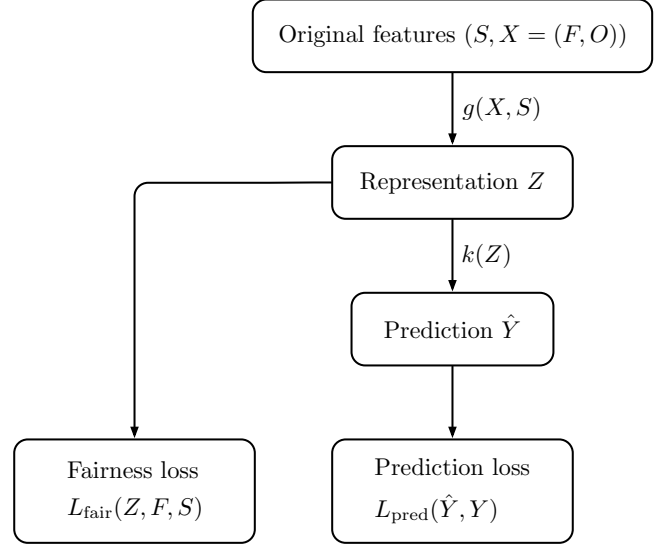 Original features (S, X = (F, O))
g(X, S)
Representation Z
k(Z)
Prediction Ŷ
Fairness loss
L_fair(Z, F, S)
Prediction loss
L_pred(Ŷ, Y)